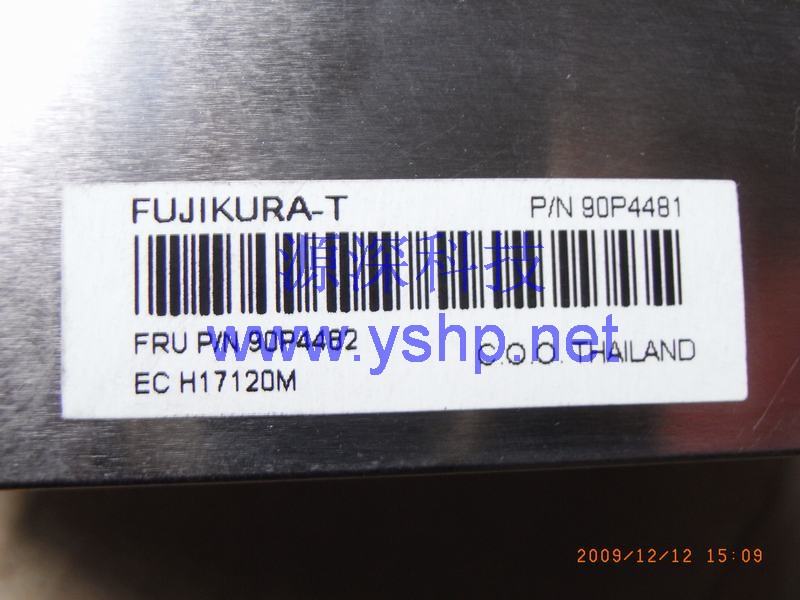 FUJIKURA-T P/N 90P4481
源深科技
www.yshp.net
FRU P/N 90P4482
EC H17120M C.O.O. THAILAND
2009/12/12 15:09